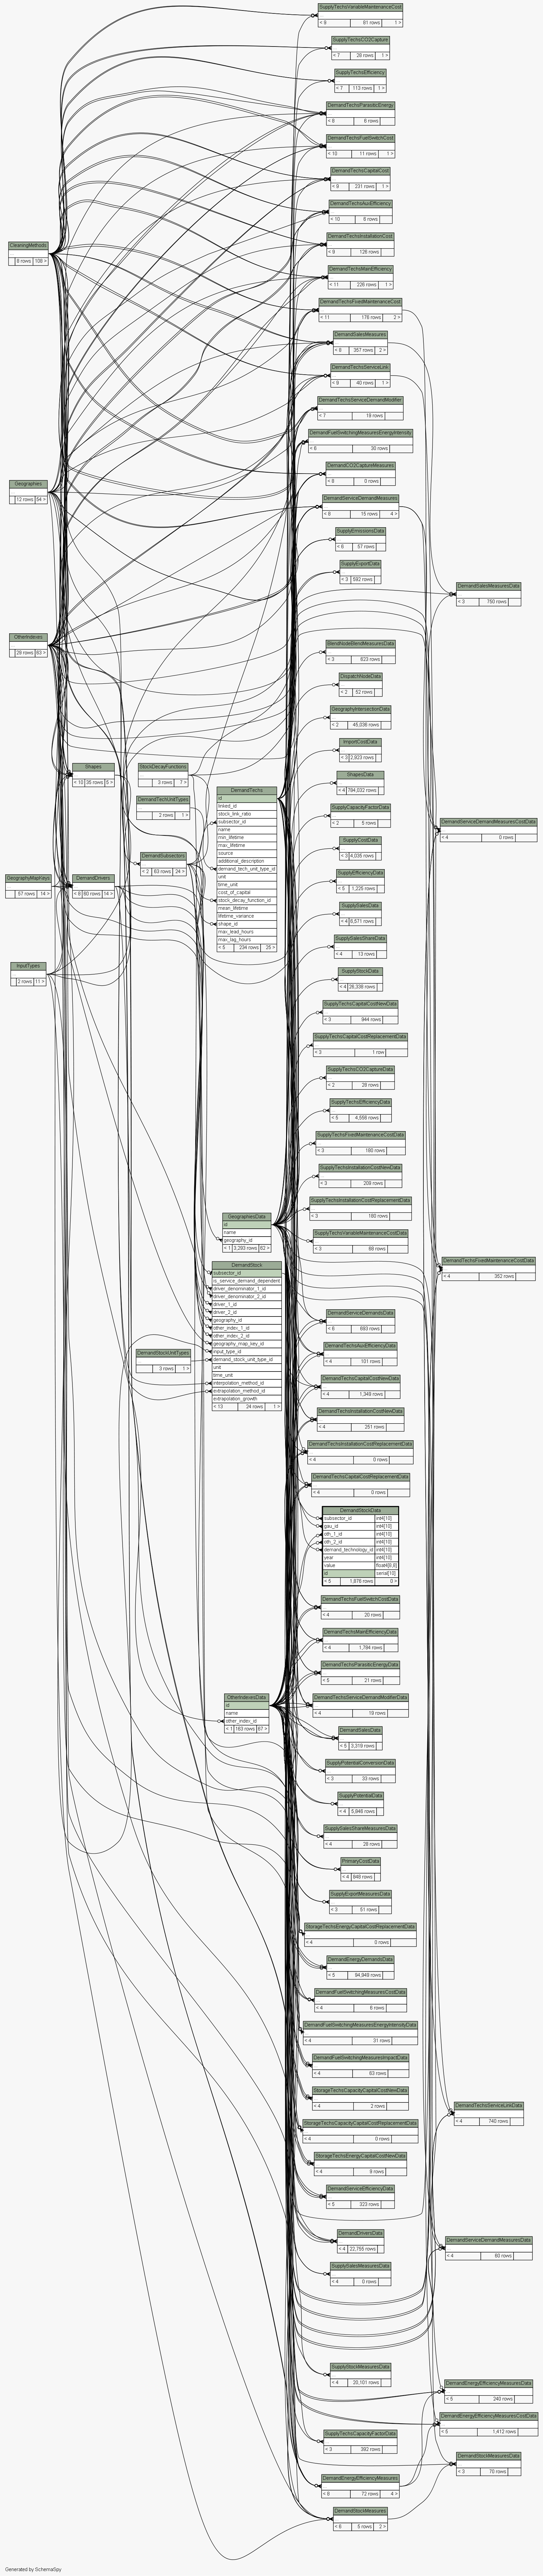 SupplyTechsVariableMaintenanceCost
< 9 81 rows 1 >
SupplyTechsCO2Capture
< 7 28 rows 1 >
SupplyTechsEfficiency
< 7 113 rows 1 >
DemandTechsParasiticEnergy
< 8 6 rows
DemandTechsFuelSwitchCost
< 10 11 rows 1 >
DemandTechsCapitalCost
< 9 231 rows 1 >
DemandTechsAuxEfficiency
< 10 6 rows
DemandTechsInstallationCost
< 9 126 rows
DemandTechsMainEfficiency
< 11 226 rows 1 >
DemandTechsFixedMaintenanceCost
< 11 176 rows 2 >
DemandSalesMeasures
< 8 357 rows 2 >
DemandTechsServiceLink
< 9 40 rows 1 >
DemandTechsServiceDemandModifier
< 7 18 rows
DemandFuelSwitchingMeasuresEnergyIntensity
< 6 30 rows
DemandCO2CaptureMeasures
< 8 0 rows
DemandServiceDemandMeasures
< 8 15 rows 4 >
SupplyEmissionsData
< 6 57 rows
SupplyExportData
< 3 592 rows
CleaningMethods
6 rows 108 >
Geographies
12 rows 54 >
OtherIndexes
29 rows 63 >
DemandSalesMeasuresData
< 3 750 rows
BlendNodeBlendMeasuresData
< 3 823 rows
DispatchNodeData
< 2 52 rows
GeographyIntersectionData
< 2 45,036 rows
ImportCostData
< 3 2,923 rows
ShapesData
< 4 784,032 rows
SupplyCapacityFactorData
< 2 5 rows
SupplyCostData
< 3 4,035 rows
SupplyEfficiencyData
< 5 1,225 rows
SupplySalesData
< 4 6,571 rows
SupplySalesShareData
< 4 13 rows
SupplyStockData
< 4 26,336 rows
Shapes
< 10 35 rows 5 >
StockDecayFunctions
3 rows 7 >
DemandTechUnitTypes
2 rows 1 >
DemandSubsectors
< 2 63 rows 24 >
GeographyMapKeys
57 rows 14 >
DemandDrivers
< 8 60 rows 14 >
InputTypes
2 rows 11 >
DemandTechs
id
linked_id
stock_link_ratio
subsector_id
name
min_lifetime
max_lifetime
source
additional_description
demand_tech_unit_type_id
unit
time_unit
cost_of_capital
stock_decay_function_id
mean_lifetime
lifetime_variance
shape_id
max_lead_hours
max_lag_hours
< 5 234 rows 25 >
DemandServiceDemandMeasuresCostData
< 4 0 rows
SupplyTechsCapitalCostNewData
< 3 944 rows
SupplyTechsCapitalCostReplacementData
< 3 1 row
SupplyTechsCO2CaptureData
< 2 28 rows
SupplyTechsEfficiencyData
< 5 4,556 rows
SupplyTechsFixedMaintenanceCostData
< 3 180 rows
SupplyTechsInstallationCostNewData
< 3 209 rows
SupplyTechsInstallationCostReplacementData
< 3 160 rows
SupplyTechsVariableMaintenanceCostData
< 3 88 rows
GeographiesData
id
name
geography_id
< 1 3,293 rows 62 >
DemandStock
subsector_id
is_service_demand_dependent
driver_denominator_1_id
driver_denominator_2_id
driver_1_id
driver_2_id
geography_id
other_index_1_id
other_index_2_id
geography_map_key_id
input_type_id
demand_stock_unit_type_id
unit
time_unit
interpolation_method_id
extrapolation_method_id
extrapolation_growth
< 13 24 rows 1 >
DemandStockUnitTypes
3 rows 1 >
DemandTechsFixedMaintenanceCostData
< 4 352 rows
DemandServiceDemandsData
< 6 693 rows
DemandTechsAuxEfficiencyData
< 4 101 rows
DemandTechsCapitalCostNewData
< 4 1,349 rows
DemandTechsInstallationCostNewData
< 4 251 rows
DemandTechsInstallationCostReplacementData
< 4 0 rows
DemandTechsCapitalCostReplacementData
< 4 0 rows
DemandStockData
subsector_id int4[10]
gau_id int4[10]
oth_1_id int4[10]
oth_2_id int4[10]
demand_technology_id int4[10]
year int4[10]
value float4[8,8]
id serial[10]
< 5 1,876 rows 0 >
DemandTechsFuelSwitchCostData
< 4 20 rows
DemandTechsMainEfficiencyData
< 4 1,784 rows
DemandTechsParasiticEnergyData
< 5 21 rows
DemandTechsServiceDemandModifierData
< 4 19 rows
DemandSalesData
< 5 3,319 rows
OtherIndexesData
id
name
other_index_id
< 1 163 rows 67 >
SupplyPotentialConversionData
< 3 33 rows
SupplyPotentialData
< 4 5,946 rows
SupplySalesShareMeasuresData
< 4 28 rows
PrimaryCostData
< 4 848 rows
SupplyExportMeasuresData
< 3 51 rows
StorageTechsEnergyCapitalCostReplacementData
< 4 0 rows
DemandEnergyDemandsData
< 5 94,949 rows
DemandFuelSwitchingMeasuresCostData
< 4 6 rows
DemandFuelSwitchingMeasuresEnergyIntensityData
< 4 31 rows
DemandFuelSwitchingMeasuresImpactData
< 4 63 rows
StorageTechsCapacityCapitalCostNewData
< 4 2 rows
StorageTechsCapacityCapitalCostReplacementData
< 4 0 rows
StorageTechsEnergyCapitalCostNewData
< 4 9 rows
DemandServiceEfficiencyData
< 5 323 rows
DemandTechsServiceLinkData
< 4 740 rows
DemandDriversData
< 4 22,755 rows
DemandServiceDemandMeasuresData
< 4 60 rows
SupplySalesMeasuresData
< 4 0 rows
SupplyStockMeasuresData
< 4 20,101 rows
DemandEnergyEfficiencyMeasuresData
< 5 240 rows
DemandEnergyEfficiencyMeasuresCostData
< 5 1,412 rows
SupplyTechsCapacityFactorData
< 3 392 rows
DemandStockMeasuresData
< 3 70 rows
DemandEnergyEfficiencyMeasures
< 8 72 rows 4 >
DemandStockMeasures
< 6 5 rows 2 >
Generated by SchemaSpy